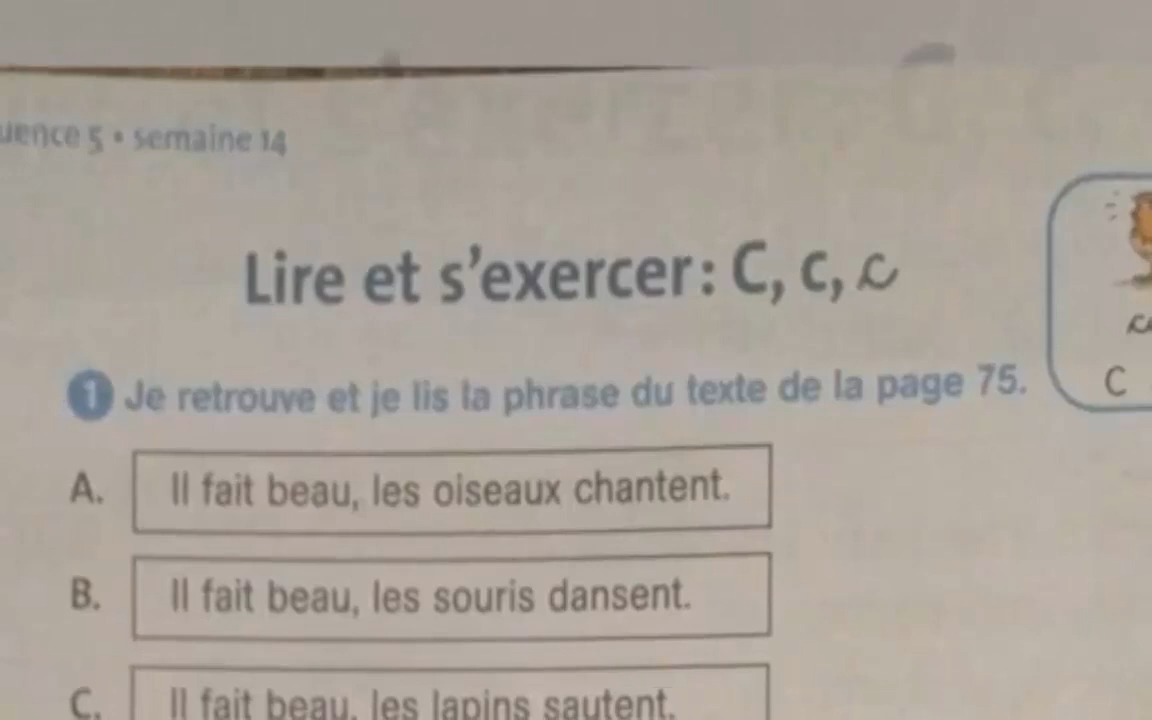 5 • semaine 14
Lire et s'exercer : C, c, c
1 Je retrouve et je lis la phrase du texte de la page 75.
C
A. Il fait beau, les oiseaux chantent.
B. Il fait beau, les souris dansent.
C. Il fait beau, les lapins sautent.